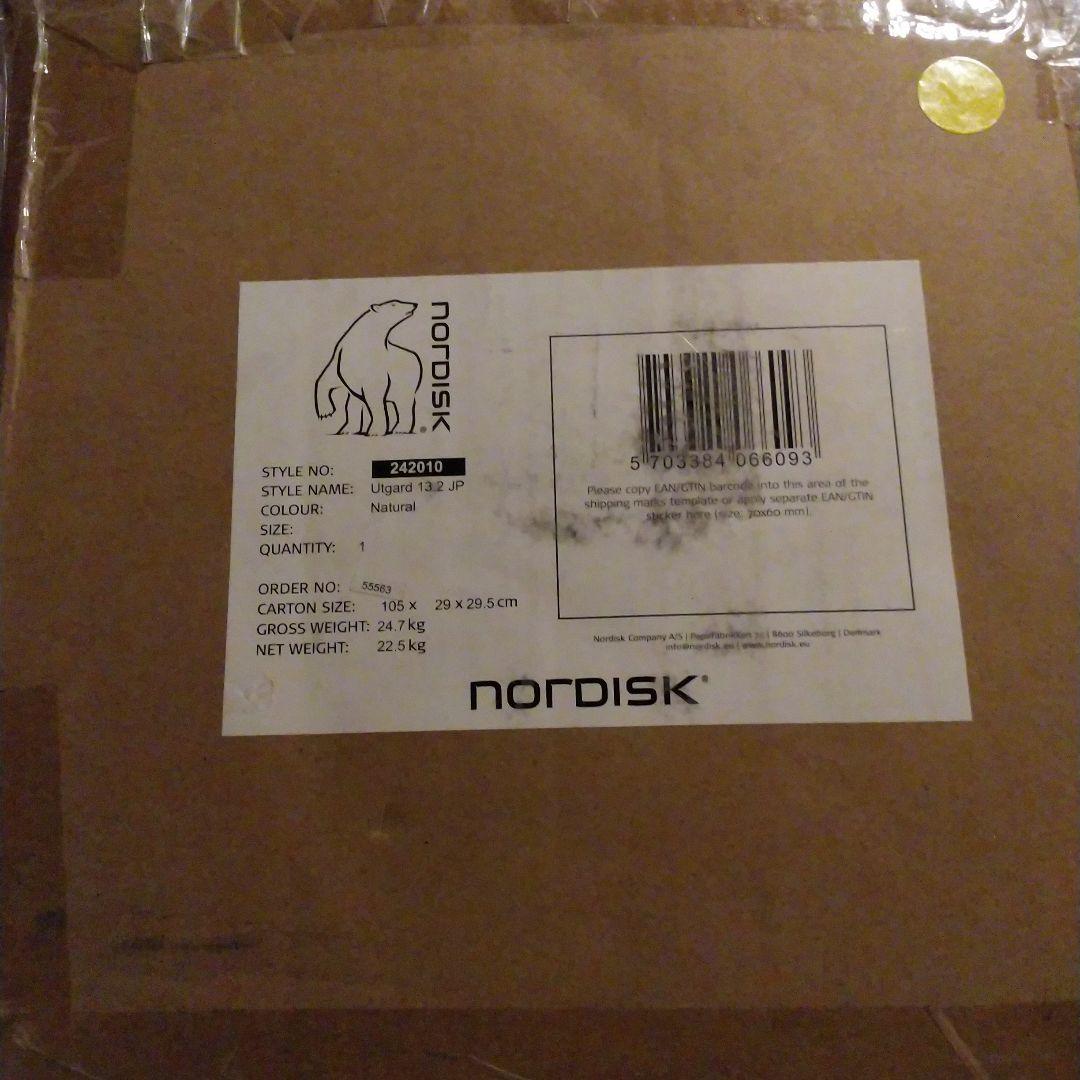 NORDISK
STYLE NO: 242010
STYLE NAME: Utgard 13.2 JP
COLOUR: Natural
SIZE:
QUANTITY: 1
ORDER NO: 55563
CARTON SIZE: 105 x 29 x 29.5 cm
GROSS WEIGHT: 24.7 kg
NET WEIGHT: 22.5 kg
5 703384 066093
Please copy EAN/GTIN barcode into this area of the
shipping marks template or apply separate EAN/GTIN
sticker here (size: 70x60 mm).
Nordisk Company A/S | Papirfabrikken | 8600 Silkeborg | Denmark
info@nordisk.eu | www.nordisk.eu
NORDISK®